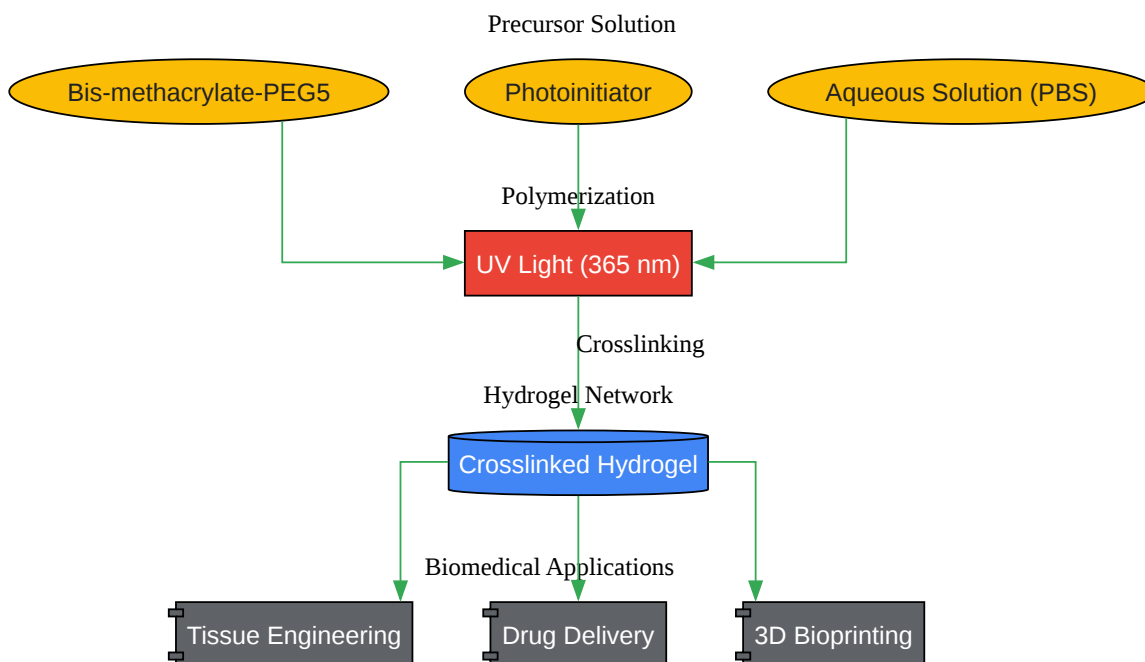 Precursor Solution
Bis-methacrylate-PEG5
Photoinitiator
Aqueous Solution (PBS)
Polymerization
UV Light (365 nm)
Crosslinking
Hydrogel Network
Crosslinked Hydrogel
Biomedical Applications
Tissue Engineering
Drug Delivery
3D Bioprinting